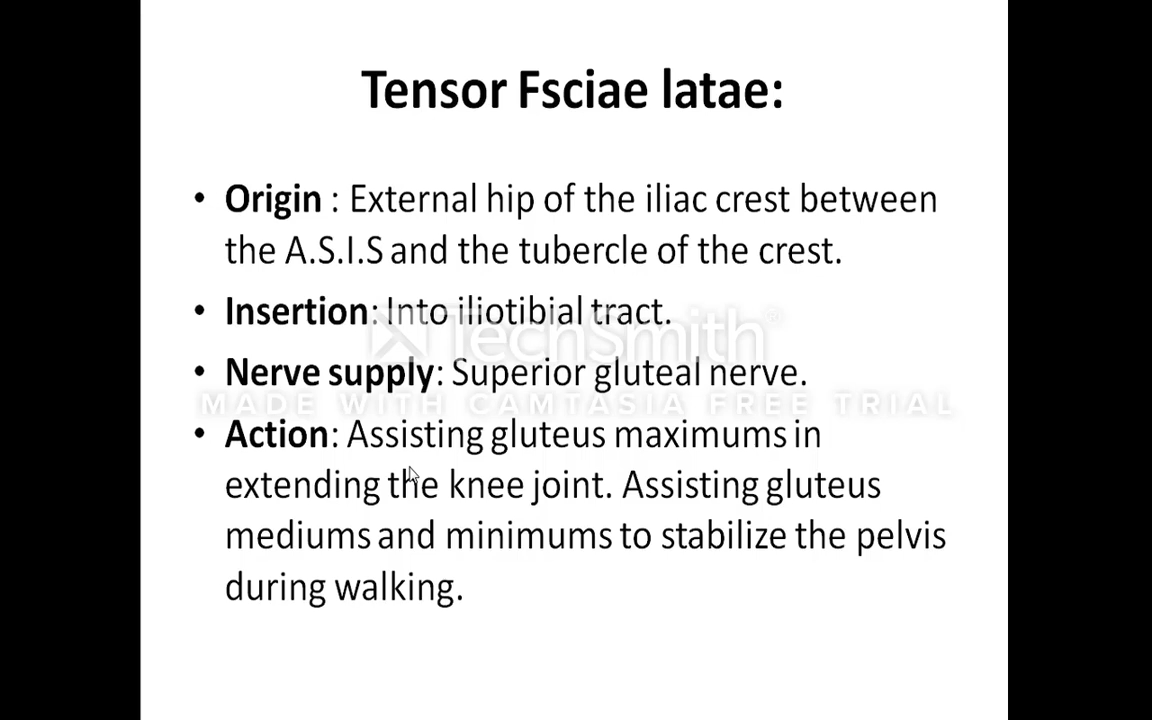 Tensor Fsciae latae:
• Origin : External hip of the iliac crest between
the A.S.I.S and the tubercle of the crest.
• Insertion: Into iliotibial tract.
TechSmith®
• Nerve supply: Superior gluteal nerve.
MADE WITH CAMTASIA FREE TRIAL
• Action: Assisting gluteus maximums in
extending the knee joint. Assisting gluteus
mediums and minimums to stabilize the pelvis
during walking.